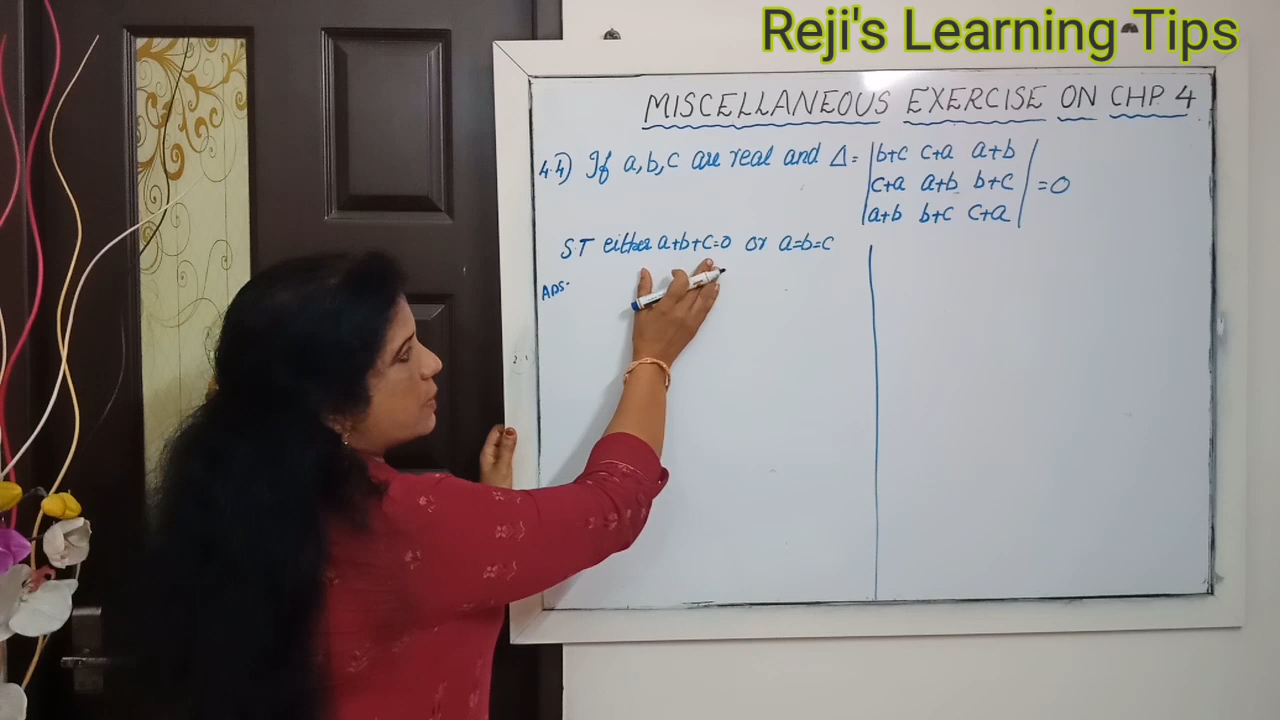 Reji's Learning Tips
MISCELLANEOUS EXERCISE ON CHP 4
4.4) If a,b,c are real and Δ = |b+c c+a a+b|
|c+a a+b b+c| = 0
|a+b b+c c+a|
ST either a+b+c=0 or a=b=c
Ans.